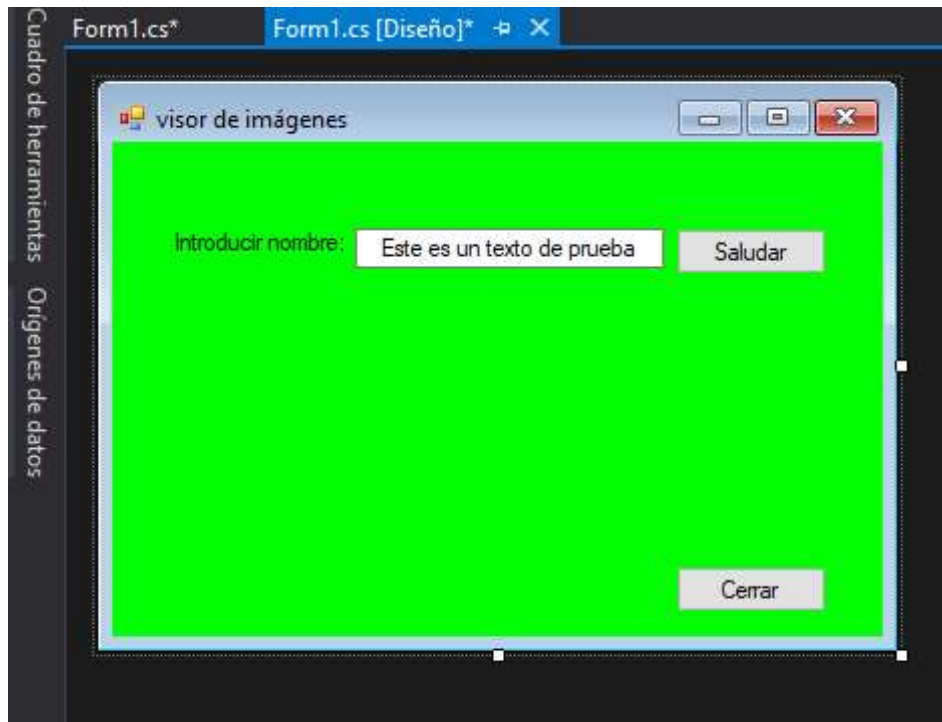 Form1.cs*
Form1.cs [Diseño]*
Cuadro de herramientas
Orígenes de datos
visor de imágenes
Introducir nombre:
Este es un texto de prueba
Saludar
Cerrar